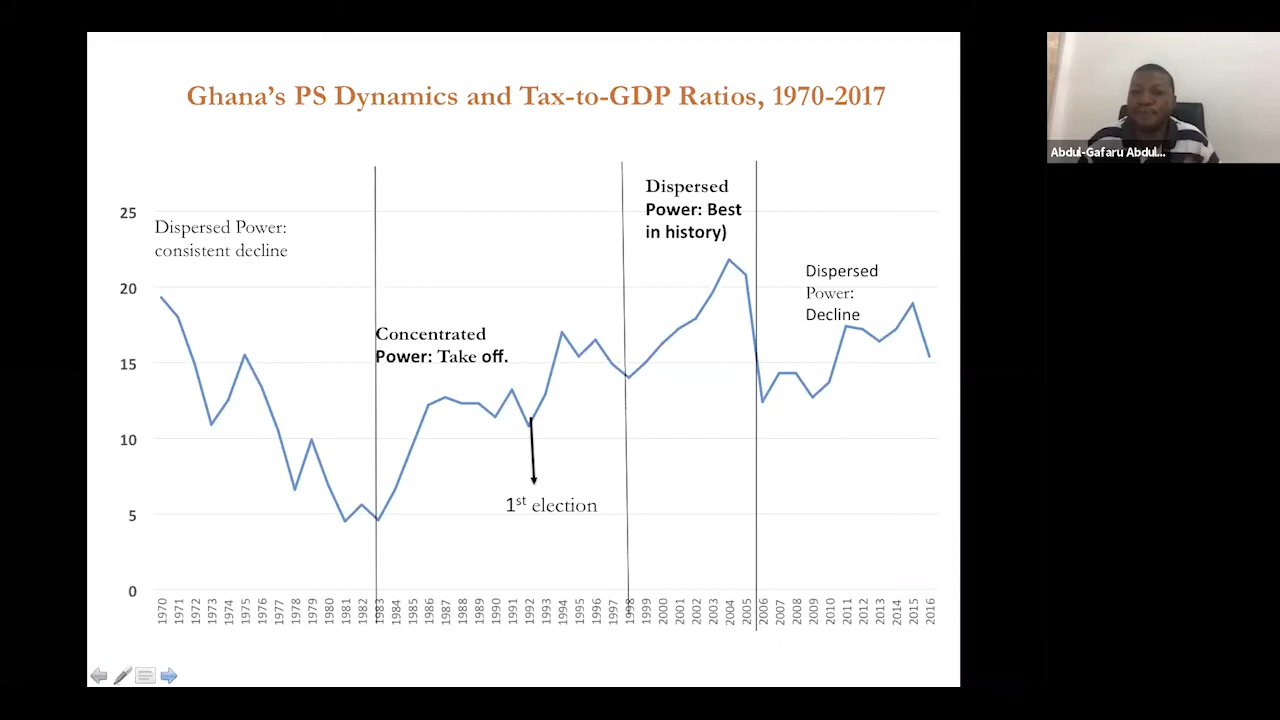 Ghana's PS Dynamics and Tax-to-GDP Ratios, 1970-2017
Abdul-Gafaru Abdul...
Dispersed Power:
consistent decline
Concentrated
Power: Take off.
1st election
Dispersed
Power: Best
in history)
Dispersed
Power:
Decline
25
20
15
10
5
0
1970 1971 1972 1973 1974 1975 1976 1977 1978 1979 1980 1981 1982 1983 1984 1985 1986 1987 1988 1989 1990 1991 1992 1993 1994 1995 1996 1997 1998 1999 2000 2001 2002 2003 2004 2005 2006 2007 2008 2009 2010 2011 2012 2013 2014 2015 2016